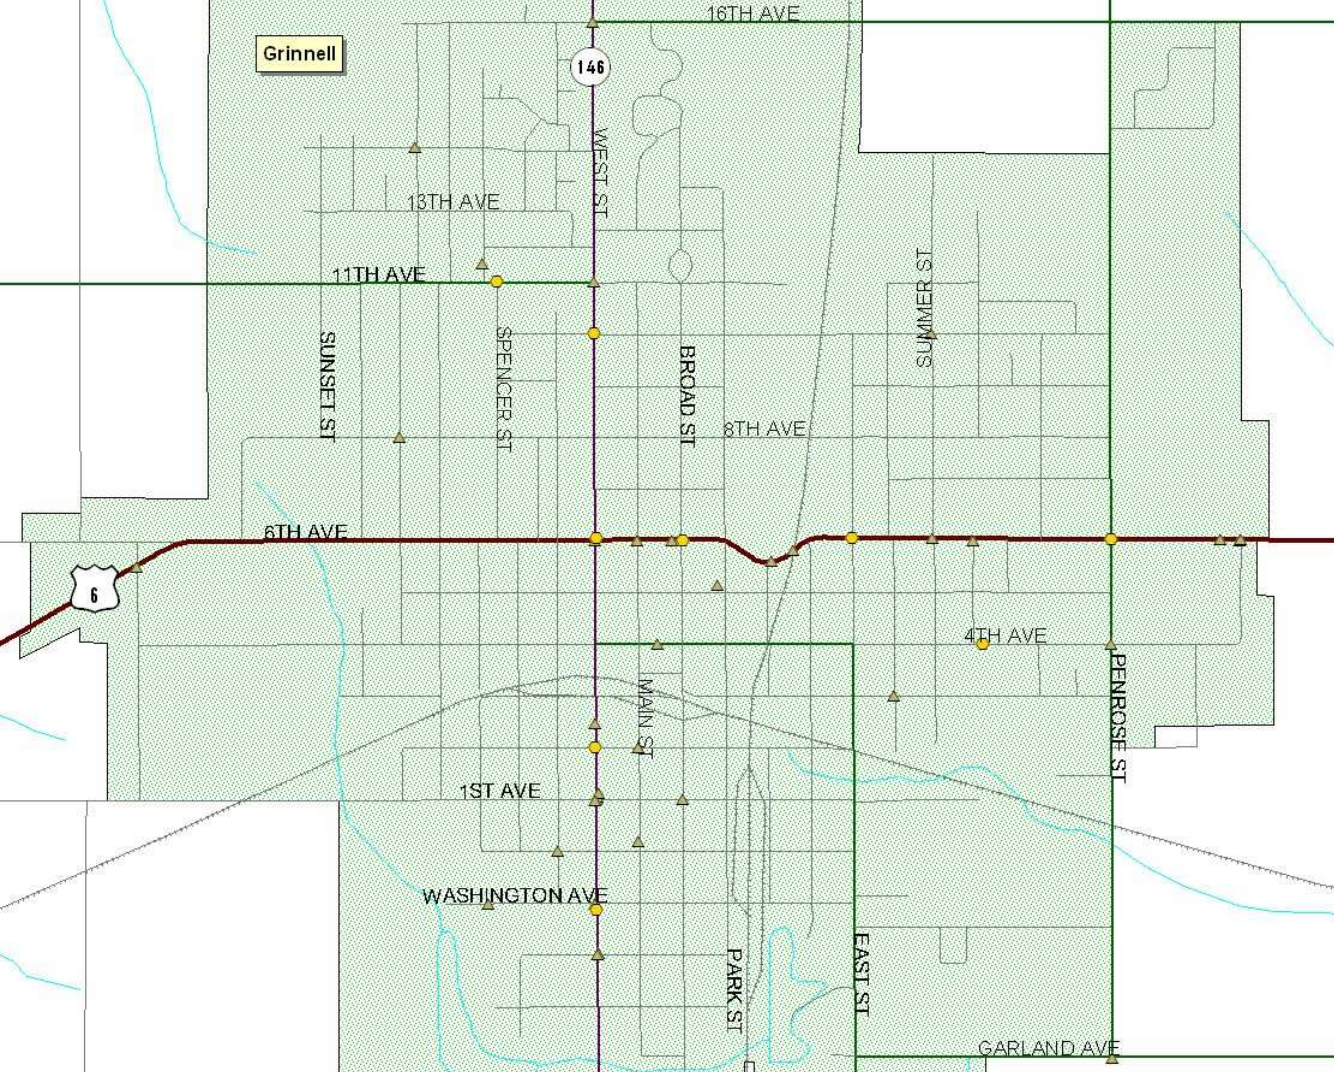 16TH AVE
Grinnell
146
WEST ST
13TH AVE
11TH AVE
SUMMER ST
SUNSET ST
SPENCER ST
BROAD ST
8TH AVE
6TH AVE
6
4TH AVE
MAIN ST
PENROSE ST
1ST AVE
WASHINGTON AVE
PARK ST
EAST ST
GARLAND AVE